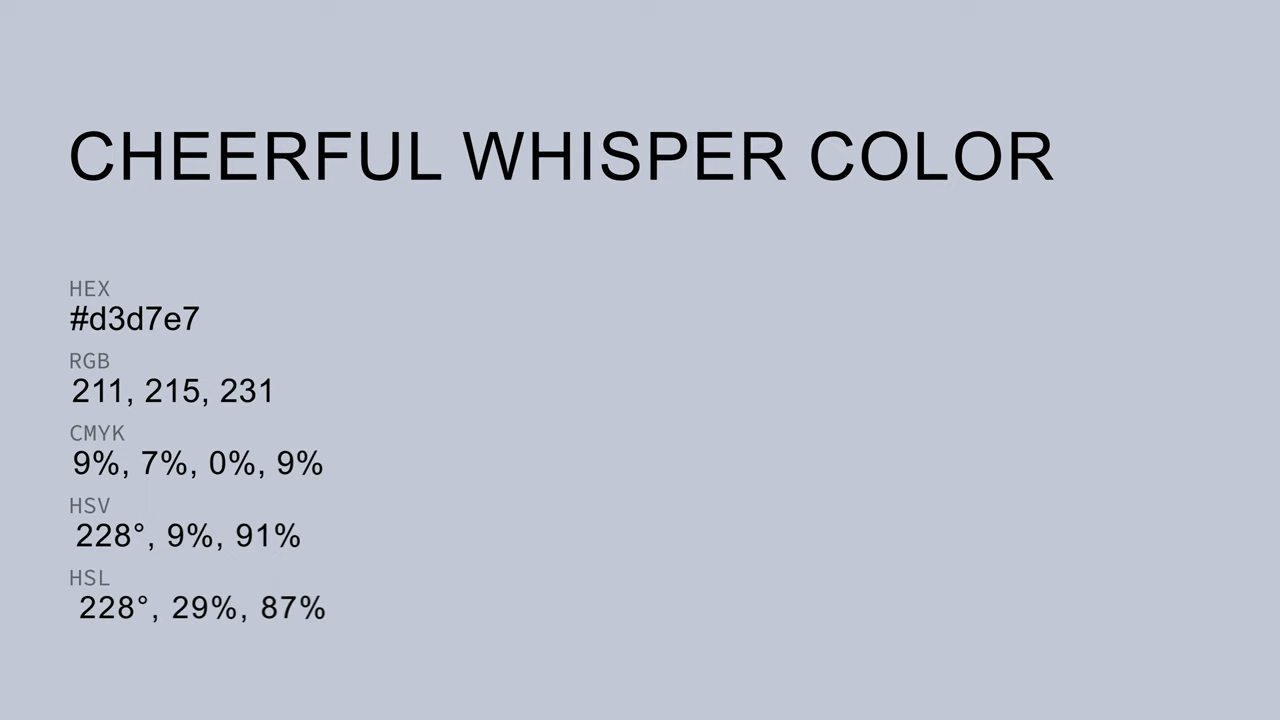 CHEERFUL WHISPER COLOR
HEX
#d3d7e7
RGB
211, 215, 231
CMYK
9%, 7%, 0%, 9%
HSV
228°, 9%, 91%
HSL
228°, 29%, 87%